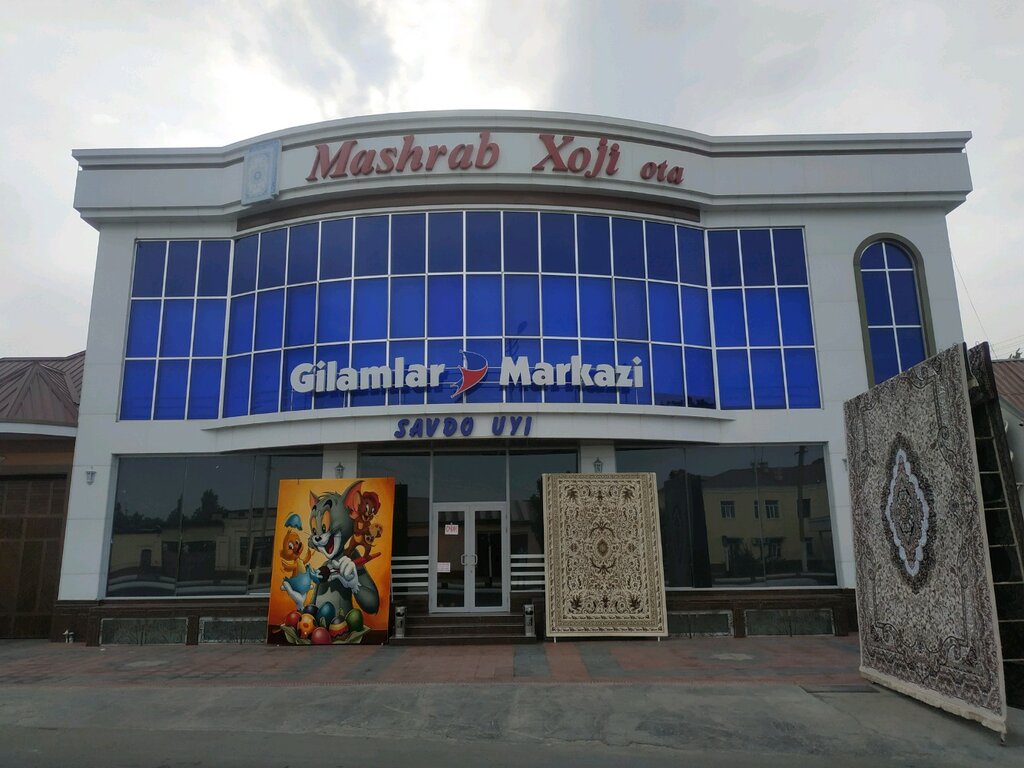 Mashrab Xoji ota
Gilamlar Markazi
SAVDO UYI